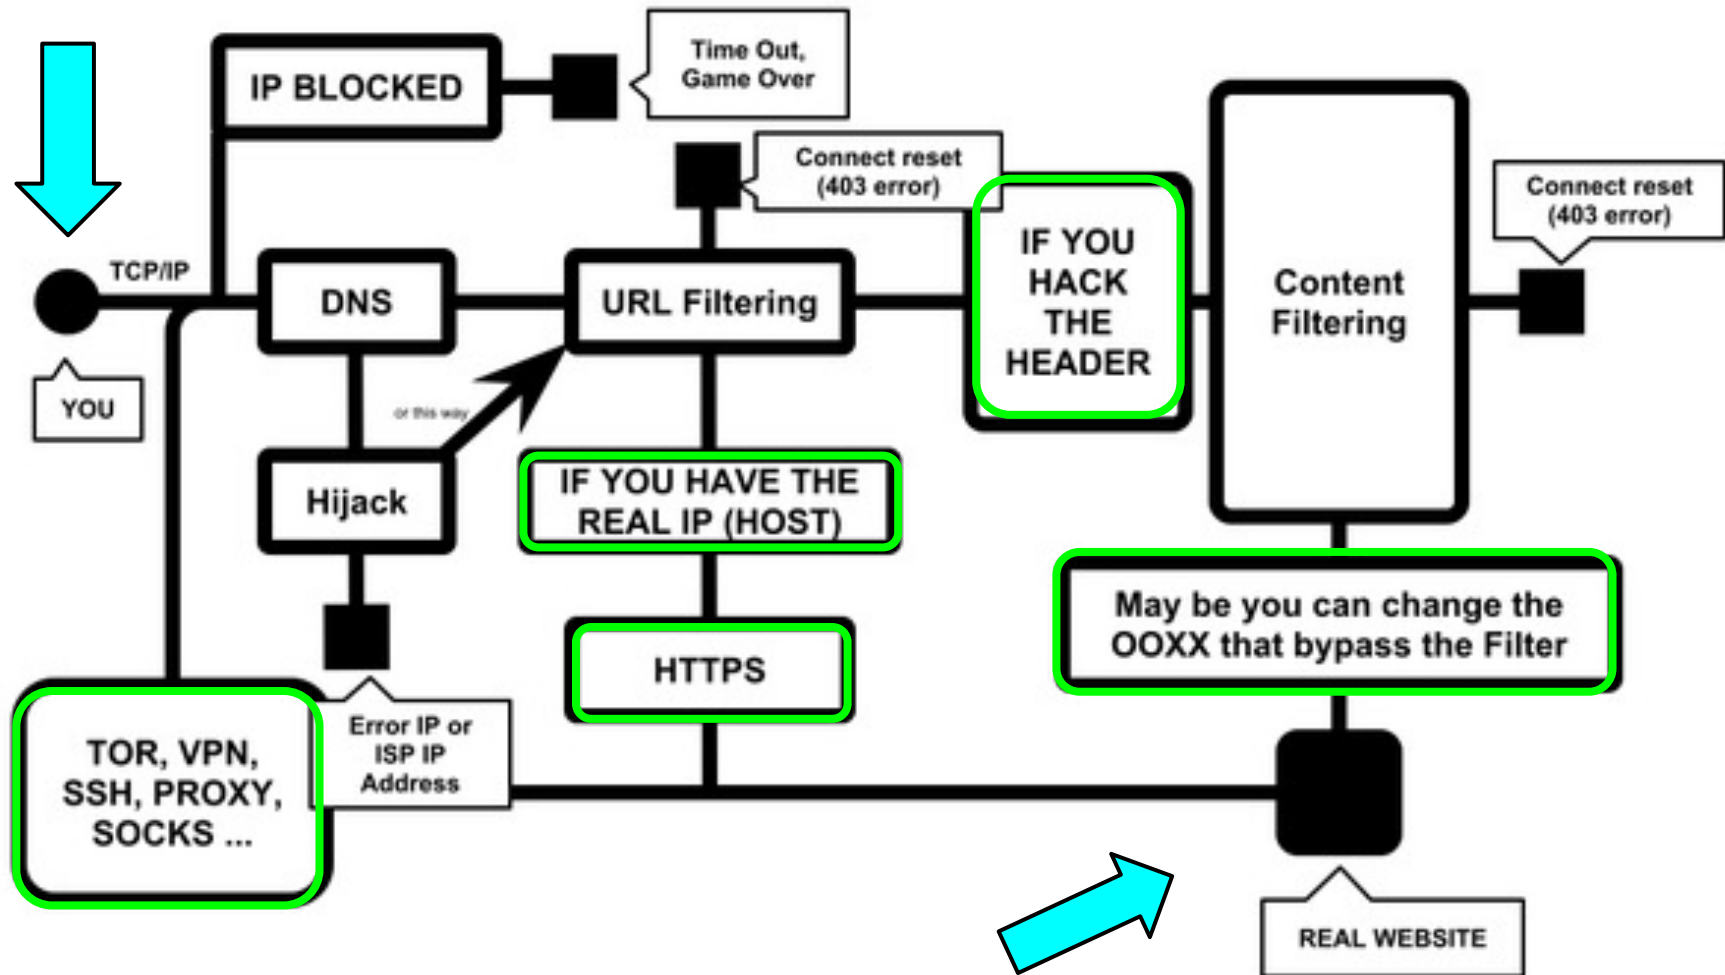 IP BLOCKED
Time Out,
Game Over
Connect reset
(403 error)
Connect reset
(403 error)
TCP/IP
YOU
DNS
URL Filtering
IF YOU
HACK
THE
HEADER
Content
Filtering
or this way
Hijack
IF YOU HAVE THE
REAL IP (HOST)
HTTPS
May be you can change the
OOXX that bypass the Filter
TOR, VPN,
SSH, PROXY,
SOCKS ...
Error IP or
ISP IP
Address
REAL WEBSITE